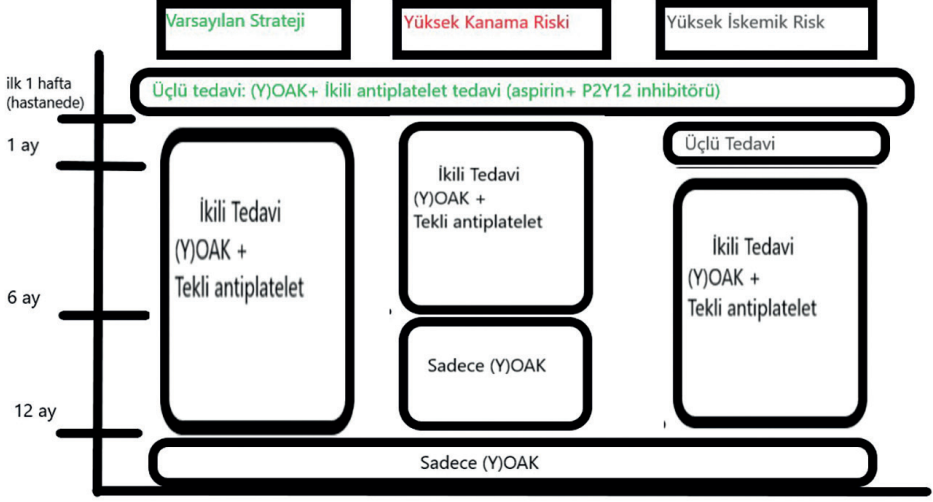 Varsayılan Strateji
Yüksek Kanama Riski
Yüksek İskemik Risk
ilk 1 hafta
(hastanede)
Üçlü tedavi: (Y)OAK+ İkili antiplatelet tedavi (aspirin+ P2Y12 inhibitörü)
1 ay
Üçlü Tedavi
İkili Tedavi
(Y)OAK +
Tekli antiplatelet
İkili Tedavi
(Y)OAK +
Tekli antiplatelet
İkili Tedavi
(Y)OAK +
Tekli antiplatelet
6 ay
Sadece (Y)OAK
12 ay
Sadece (Y)OAK